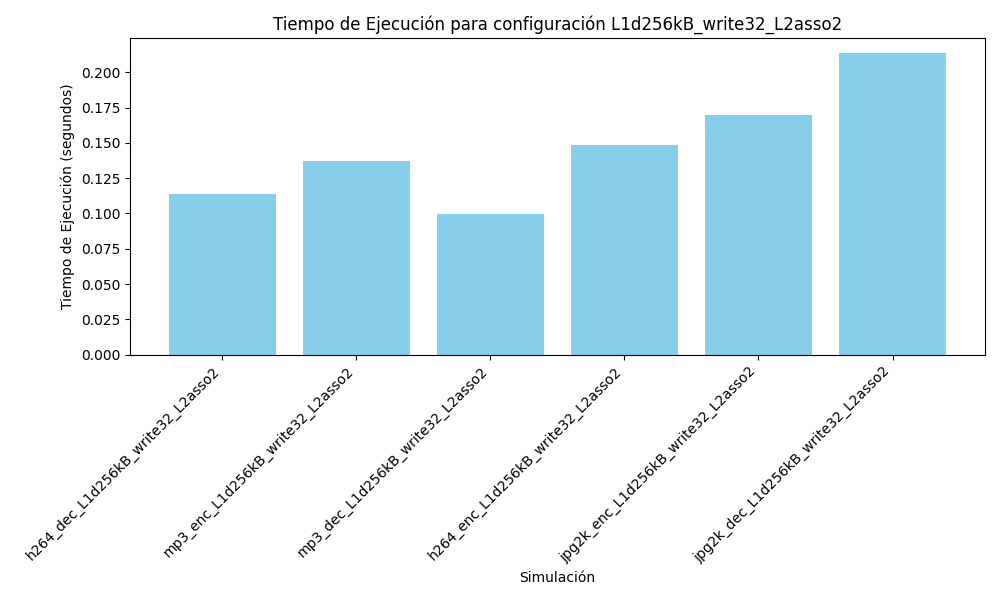 Tiempo de Ejecución para configuración L1d256kB_write32_L2asso2
Tiempo de Ejecución (segundos)
0.200
0.175
0.150
0.125
0.100
0.075
0.050
0.025
0.000
h264_dec_L1d256kB_write32_L2asso2
mp3_enc_L1d256kB_write32_L2asso2
mp3_dec_L1d256kB_write32_L2asso2
h264_enc_L1d256kB_write32_L2asso2
jpg2k_enc_L1d256kB_write32_L2asso2
jpg2k_dec_L1d256kB_write32_L2asso2
Simulación